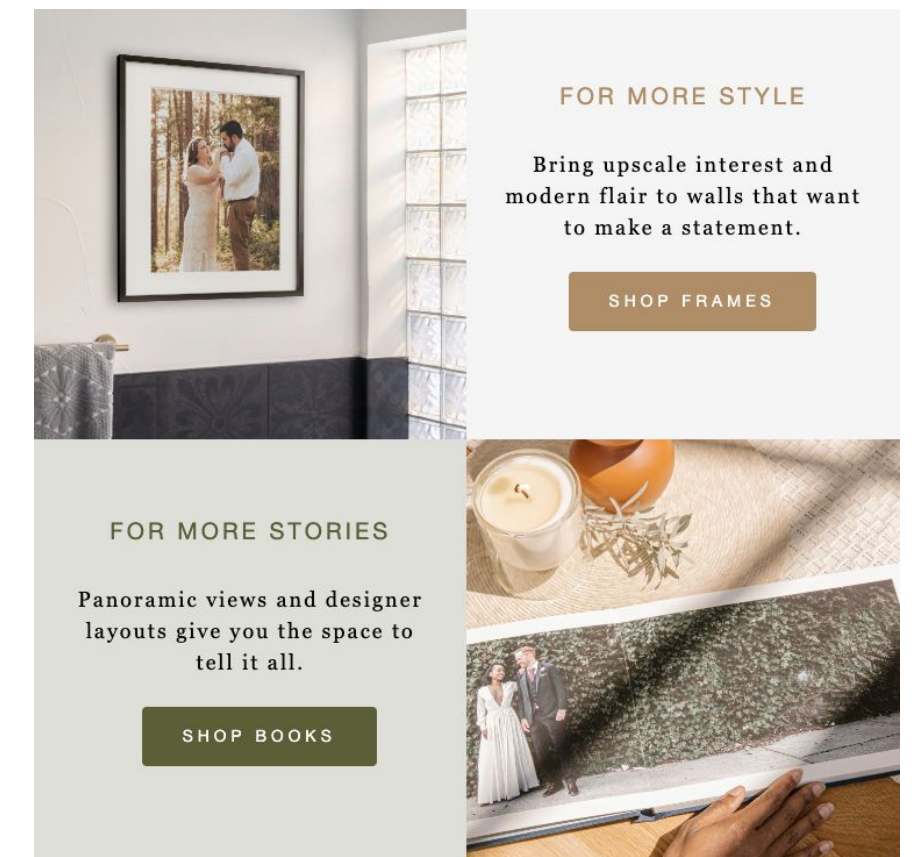 FOR MORE STYLE
Bring upscale interest and
modern flair to walls that want
to make a statement.
SHOP FRAMES
FOR MORE STORIES
Panoramic views and designer
layouts give you the space to
tell it all.
SHOP BOOKS